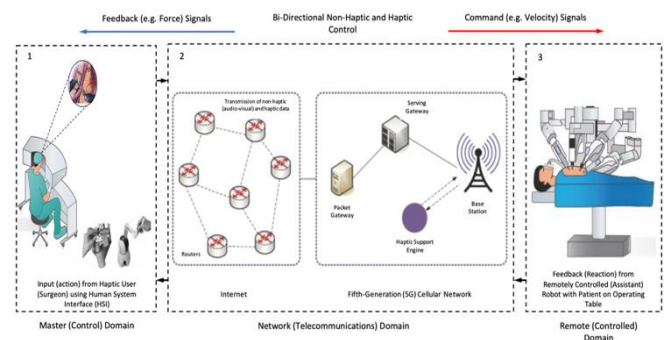 Feedback (e.g. Force) Signals
Bi-Directional Non-Haptic and Haptic
Control
Command (e.g. Velocity) Signals
1
Input (action) from Haptic User
(Surgeon) using Human System
Interface (HSI)
Master (Control) Domain
2
Transmission of non-haptic
(audio-visual) and haptic data
Routers
Internet
Serving
Gateway
Packet
Gateway
Base
Station
Haptic Support
Engine
Fifth-Generation (5G) Cellular Network
Network (Telecommunications) Domain
3
Feedback (Reaction) from
Remotely Controlled (Assistant)
Robot with Patient on Operating
Table
Remote (Controlled)
Domain